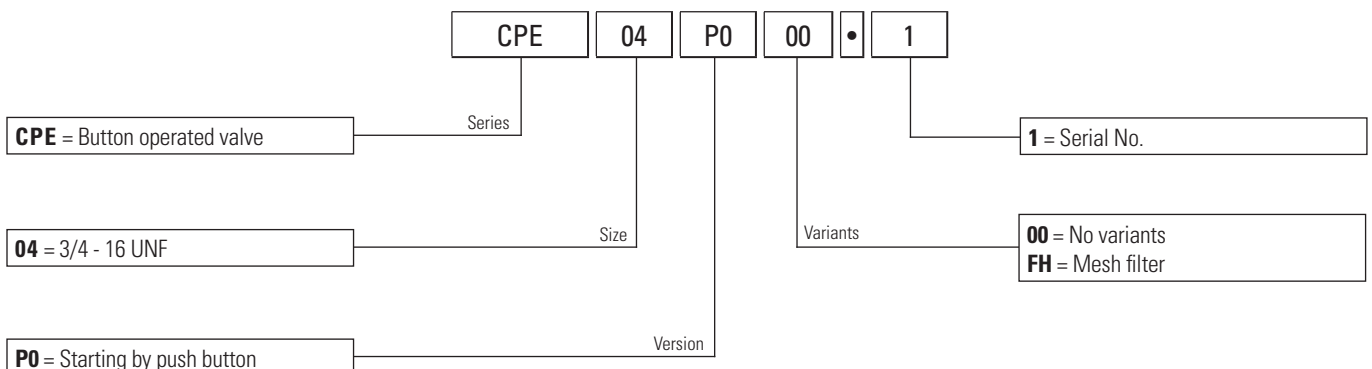 CPE 04 P0 00 • 1
Series
CPE = Button operated valve
1 = Serial No.
Size
Variants
04 = 3/4 - 16 UNF
00 = No variants
FH = Mesh filter
Version
P0 = Starting by push button